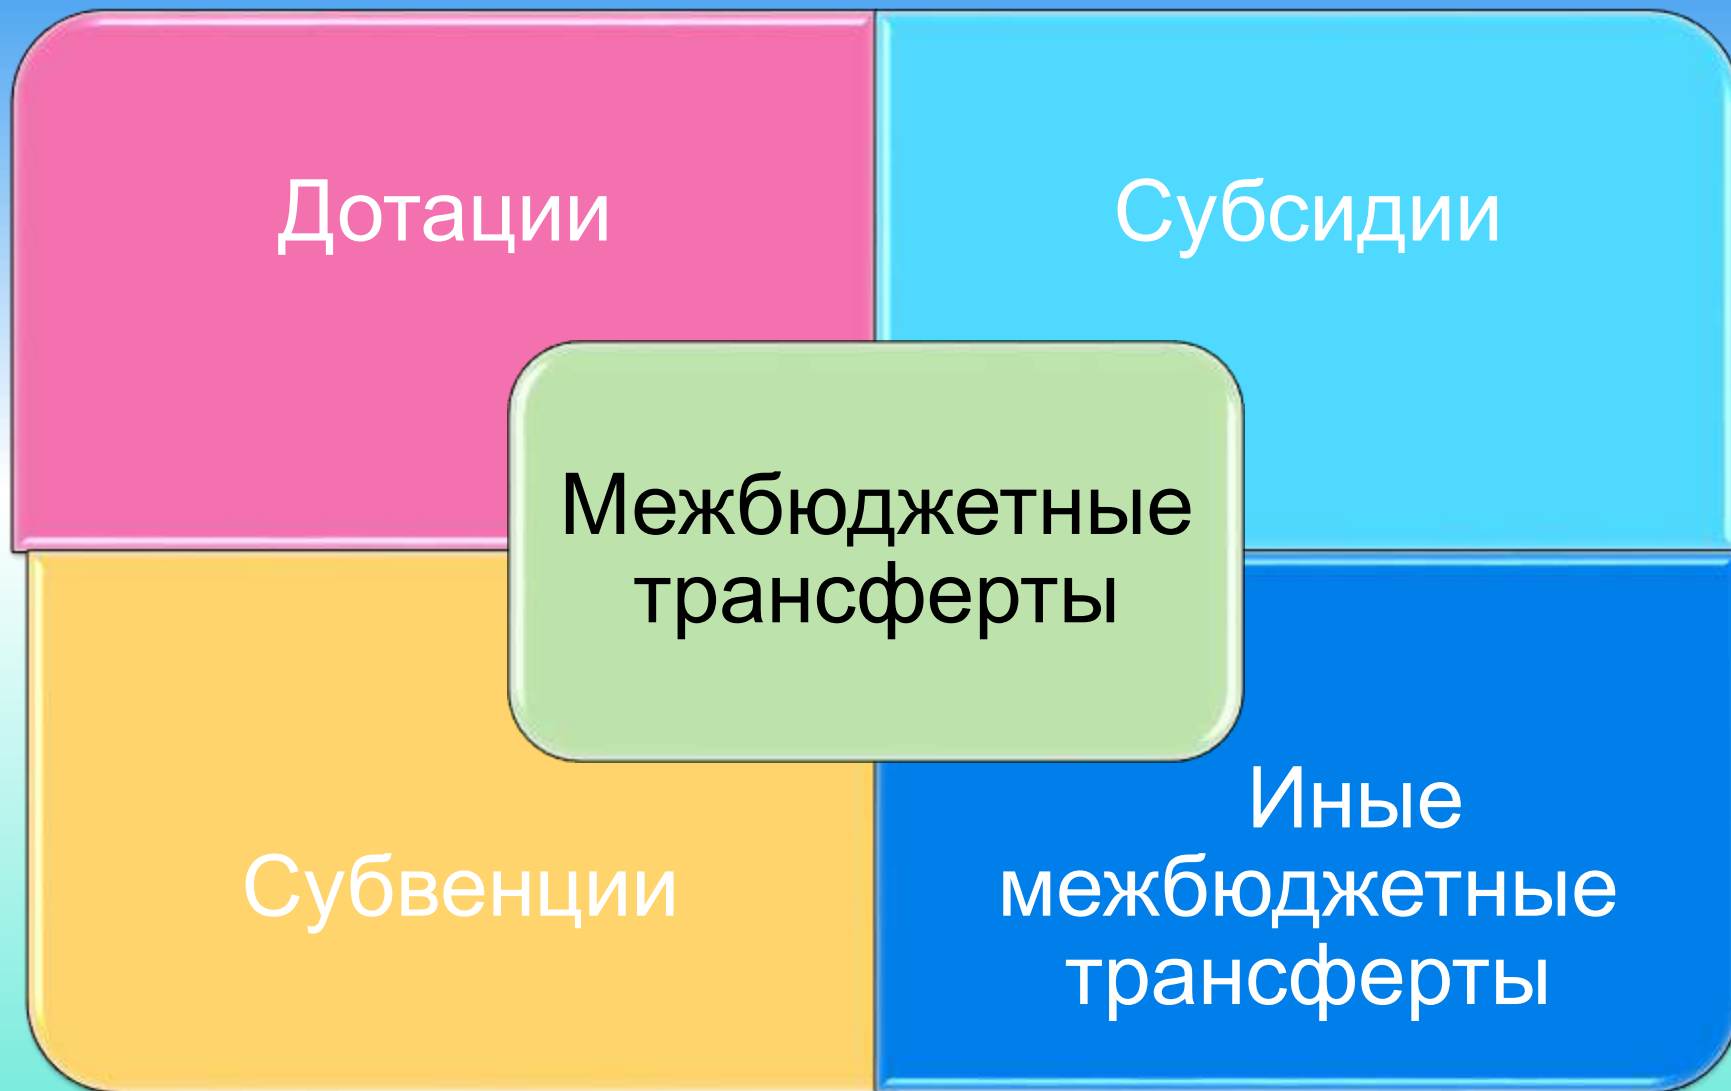 Дотации
Субсидии
Межбюджетные
трансферты
Субвенции
Иные
межбюджетные
трансферты